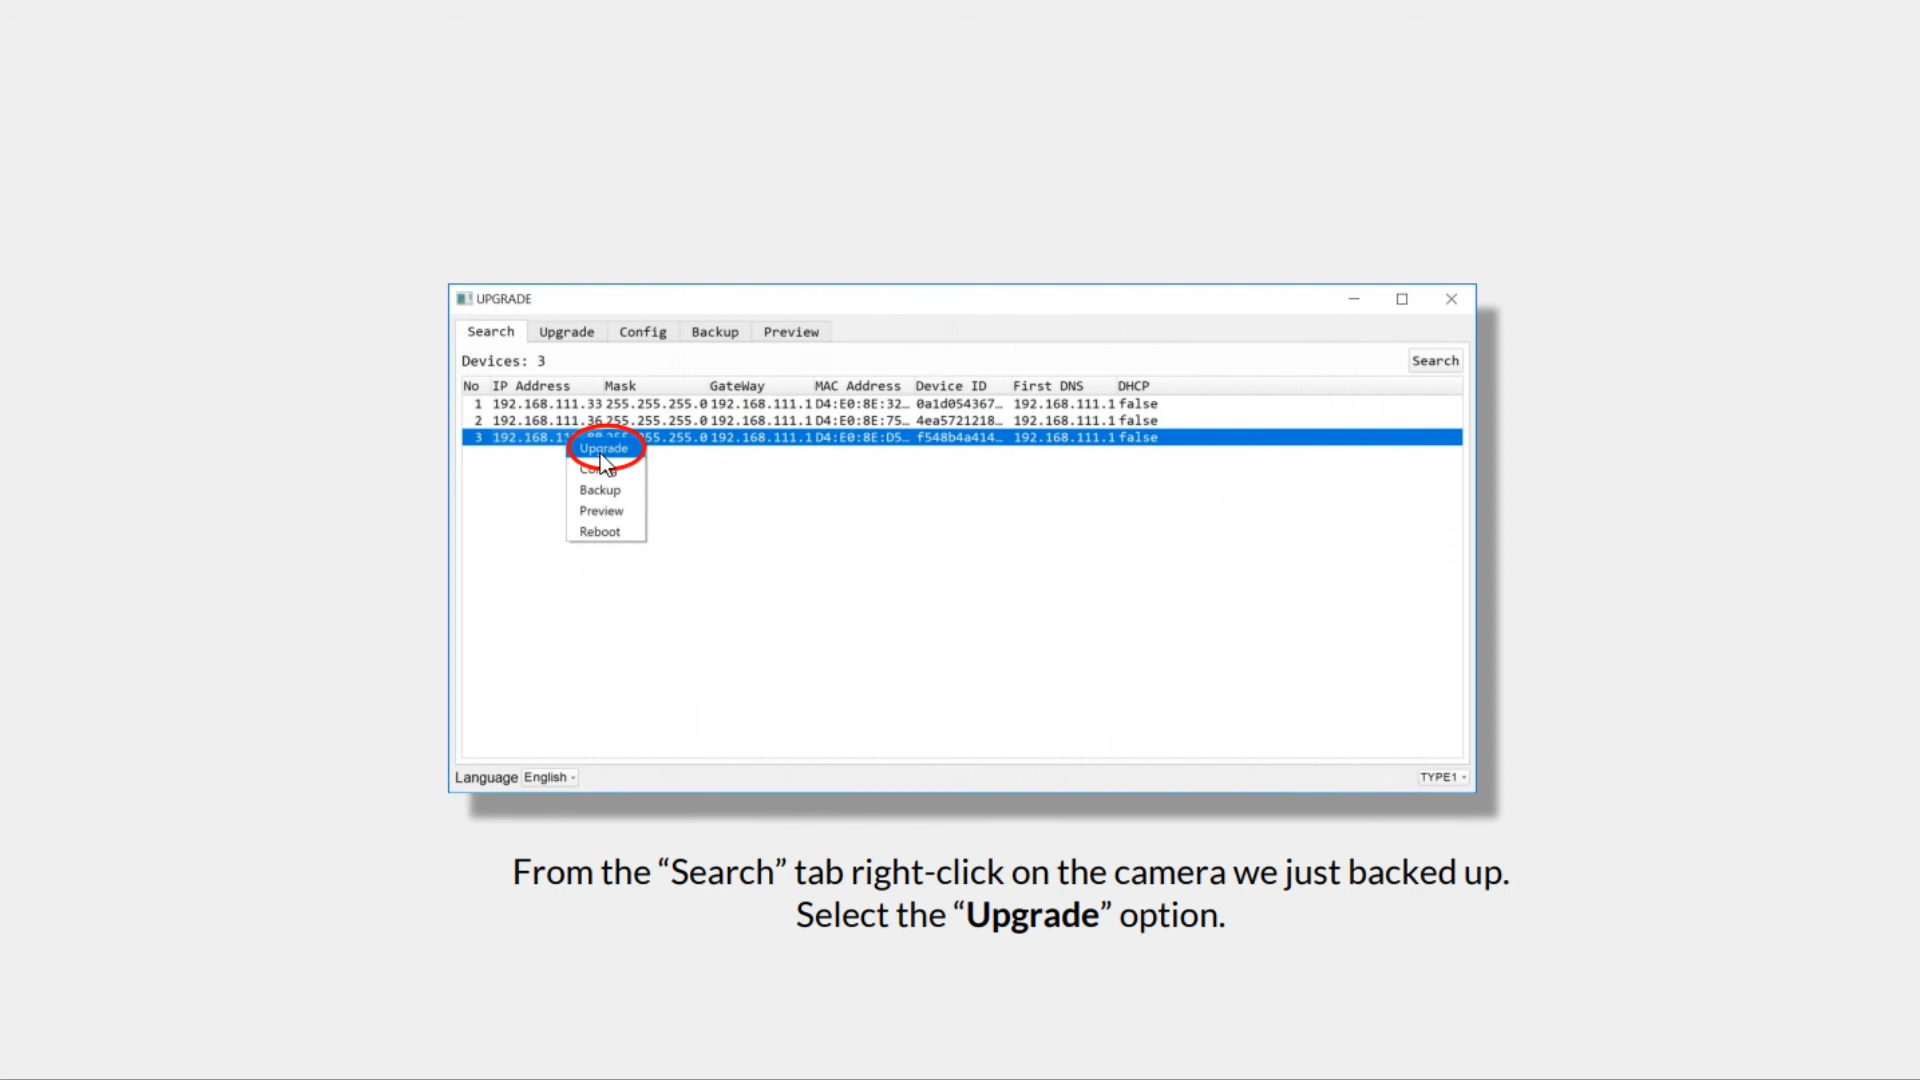 UPGRADE
Search Upgrade Config Backup Preview
Devices: 3 Search
No IP Address Mask GateWay MAC Address Device ID First DNS DHCP
1 192.168.111.33 255.255.255.0 192.168.111.1 D4:E0:8E:32… 0a1d054367… 192.168.111.1 false
2 192.168.111.36 255.255.255.0 192.168.111.1 D4:E0:8E:75… 4ea5721218… 192.168.111.1 false
3 255.255.0 192.168.111.1 D4:E0:8E:D5… f548b4a414… 192.168.111.1 false
Upgrade
Backup
Preview
Reboot
Language English TYPE1
From the “Search” tab right-click on the camera we just backed up.
Select the “Upgrade” option.